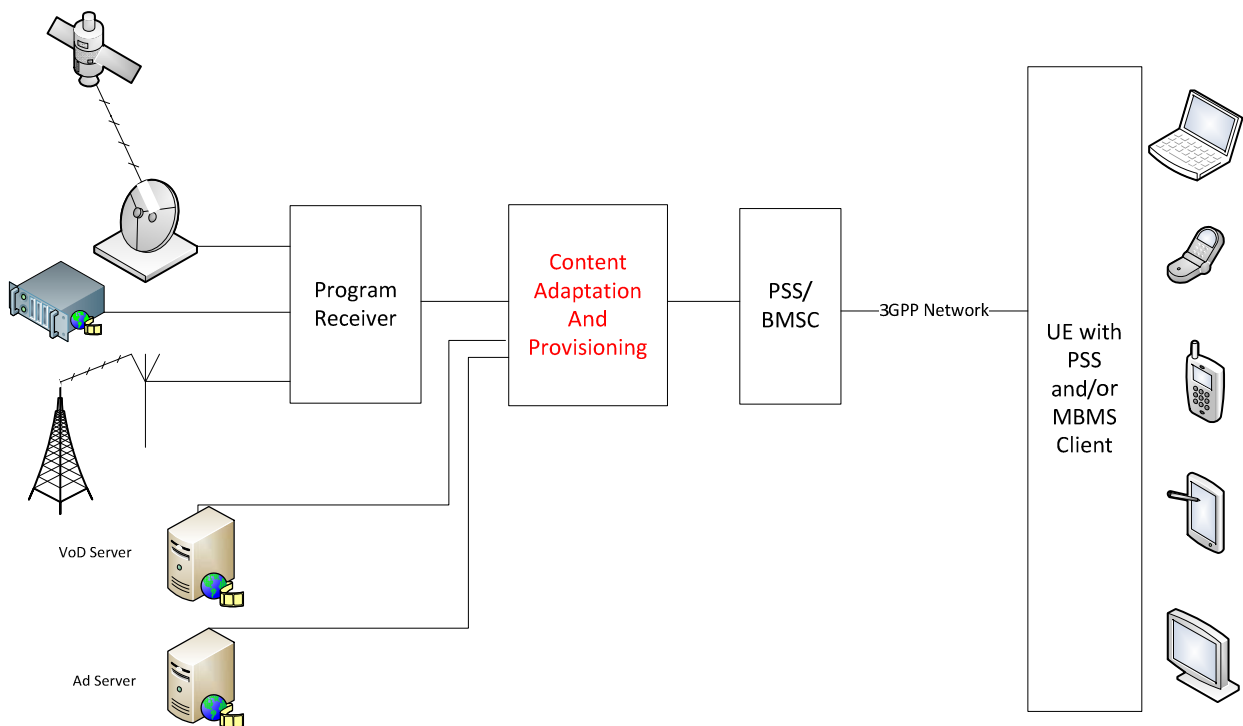 Program
Receiver
Content
Adaptation
And
Provisioning
PSS/
BMSC
3GPP Network
UE with
PSS
and/or
MBMS
Client
VoD Server
Ad Server